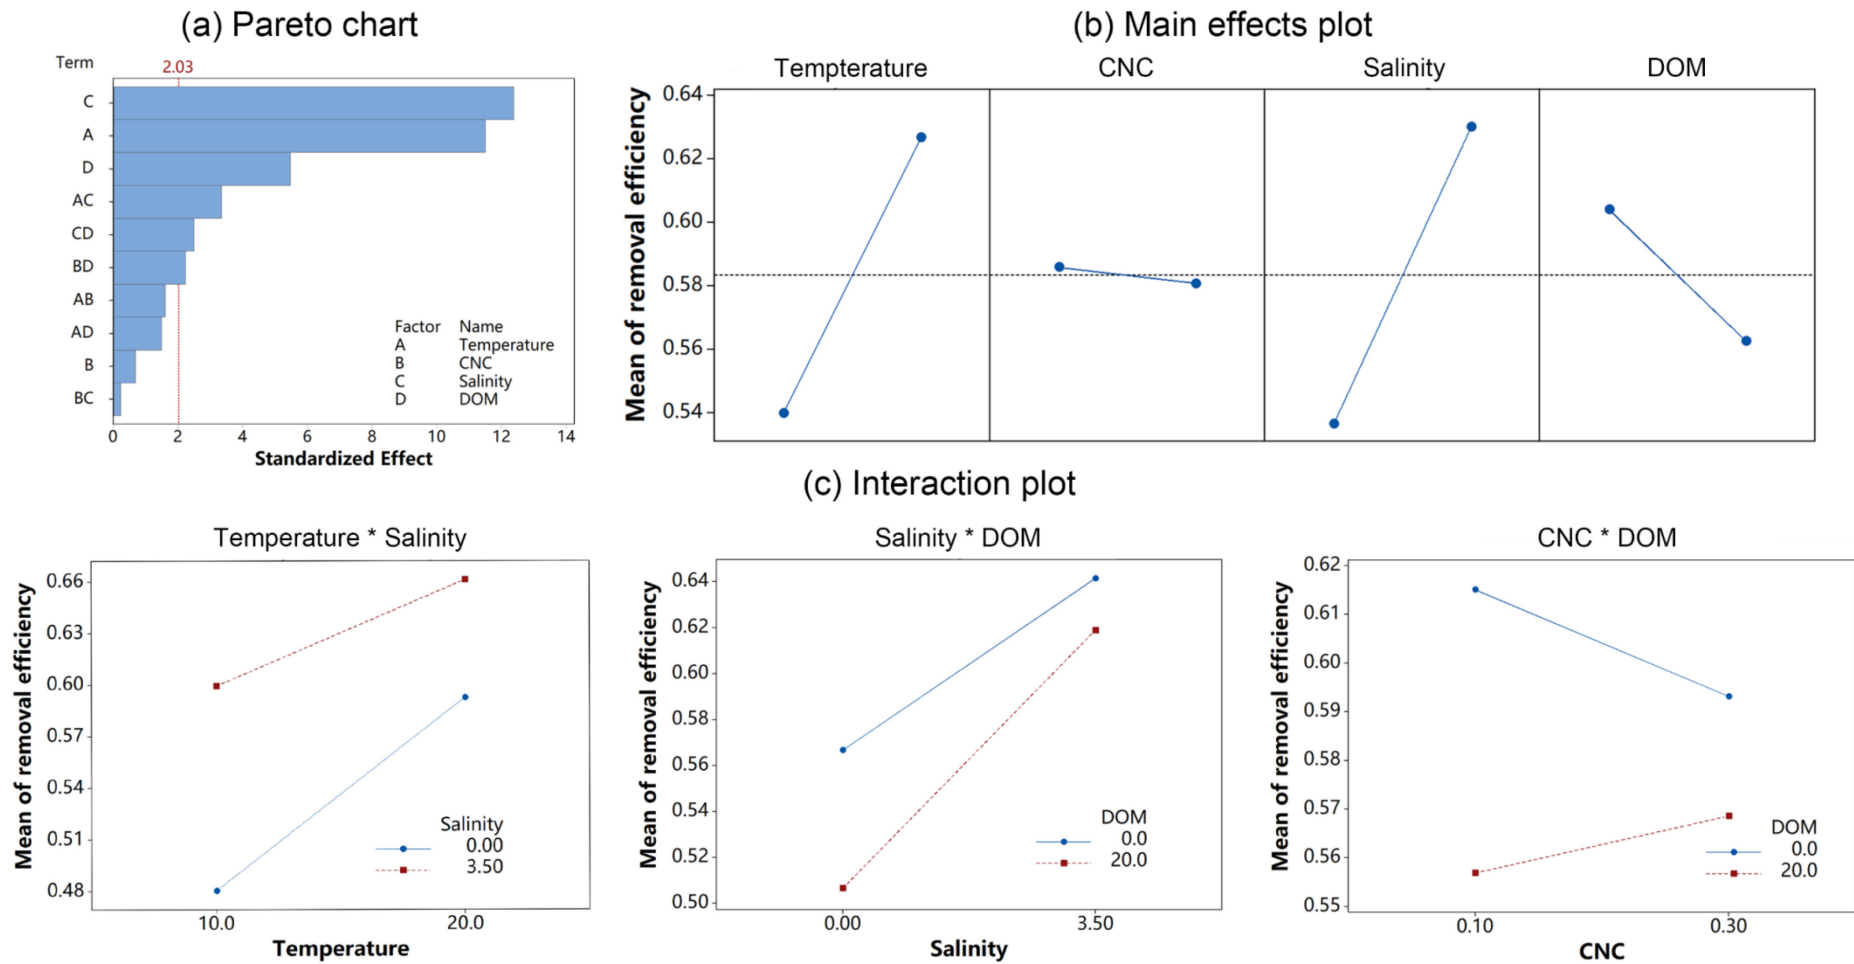 (a) Pareto chart
Term
2.03
C
A
D
AC
CD
BD
AB
AD
B
BC
Factor Name
A Temperature
B CNC
C Salinity
D DOM
0 2 4 6 8 10 12 14
Standardized Effect
(b) Main effects plot
Tempterature CNC Salinity DOM
Mean of removal efficiency
0.64
0.62
0.60
0.58
0.56
0.54
(c) Interaction plot
Temperature * Salinity
Mean of removal efficiency
0.66
0.63
0.60
0.57
0.54
0.51
0.48
Salinity
0.00
3.50
10.0 20.0
Temperature
Salinity * DOM
Mean of removal efficiency
0.64
0.62
0.60
0.58
0.56
0.54
0.52
0.50
DOM
0.0
20.0
0.00 3.50
Salinity
CNC * DOM
Mean of removal efficiency
0.62
0.61
0.60
0.59
0.58
0.57
0.56
0.55
DOM
0.0
20.0
0.10 0.30
CNC